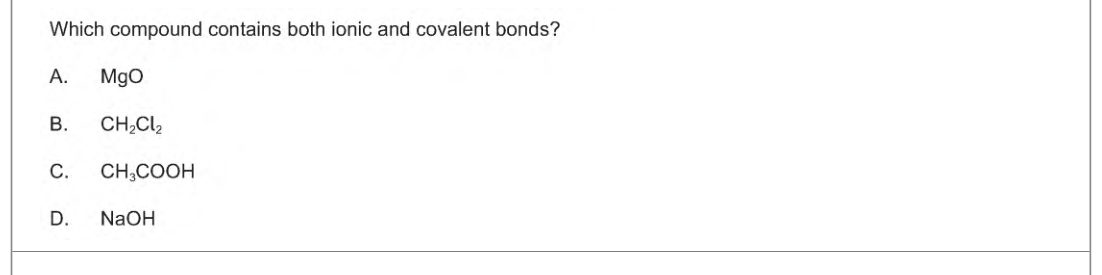 Which compound contains both ionic and covalent bonds?
A. MgO
B. CH₂Cl₂
C. CH₃COOH
D. NaOH